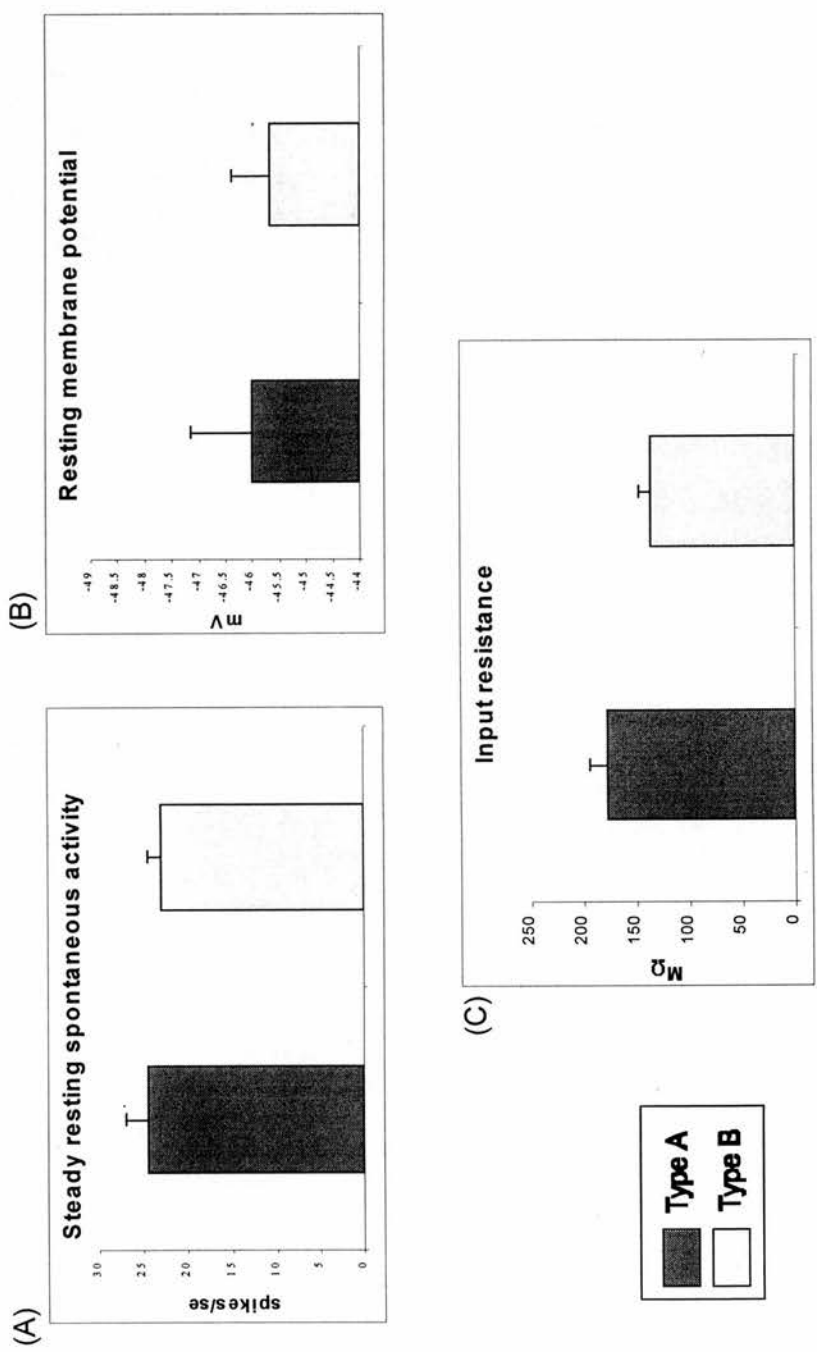 (A)
Steady resting spontaneous activity
30
25
20
15
10
5
0
spikes/se
(B)
Resting membrane potential
-49
-48.5
-48
-47.5
-47
-46.5
-46
-45.5
-45
-44.5
-44
mV
Type A
Type B
(C)
Input resistance
250
200
150
100
50
0
MΩ